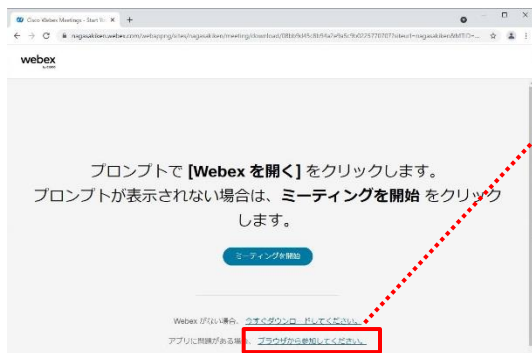 Cisco Webex Meetings - Start Yo
webex
by CISCO
プロンプトで [Webex を開く] をクリックします。
プロンプトが表示されない場合は、ミーティングを開始 をクリック
します。
ミーティングを開始
Webex がない場合、今すぐダウンロードしてください。
アプリに問題がある場合、ブラウザから参加してください。